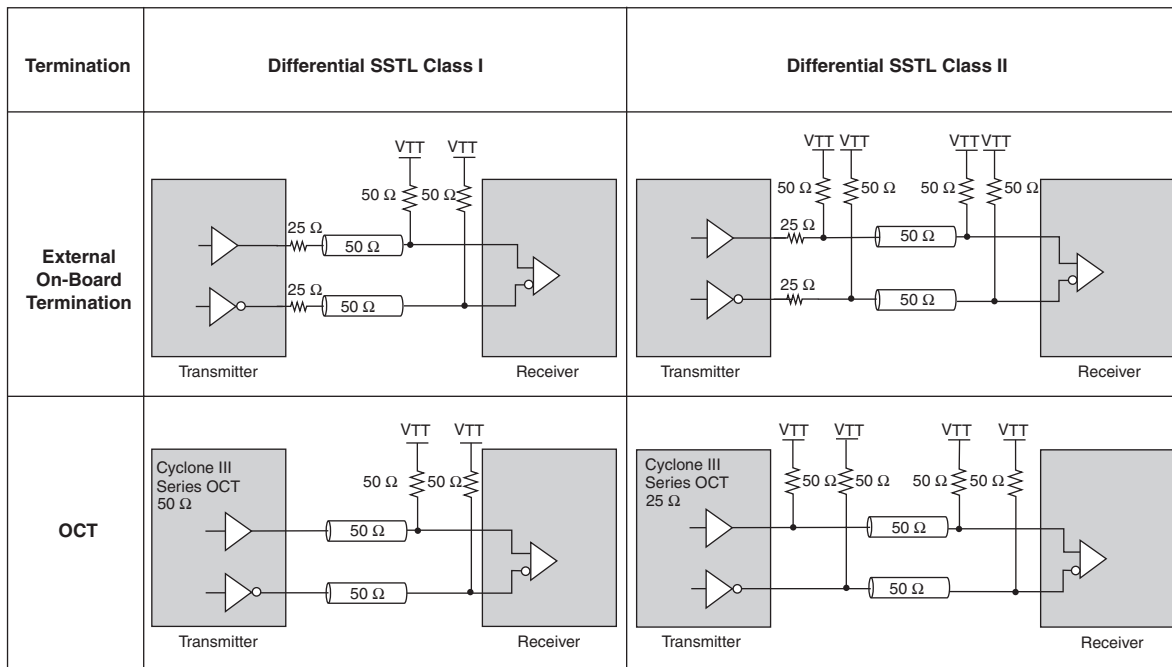 Termination
Differential SSTL Class I
Differential SSTL Class II
External
On-Board
Termination
VTT VTT
50 Ω 50 Ω
25 Ω
50 Ω
25 Ω
50 Ω
Transmitter
Receiver
VTT VTT VTT VTT
50 Ω 50 Ω 50 Ω 50 Ω
25 Ω
50 Ω
25 Ω
50 Ω
Transmitter
Receiver
OCT
Cyclone III
Series OCT
50 Ω
VTT VTT
50 Ω 50 Ω
50 Ω
50 Ω
Transmitter
Receiver
Cyclone III
Series OCT
25 Ω
VTT VTT VTT VTT
50 Ω 50 Ω 50 Ω 50 Ω
50 Ω
50 Ω
Transmitter
Receiver